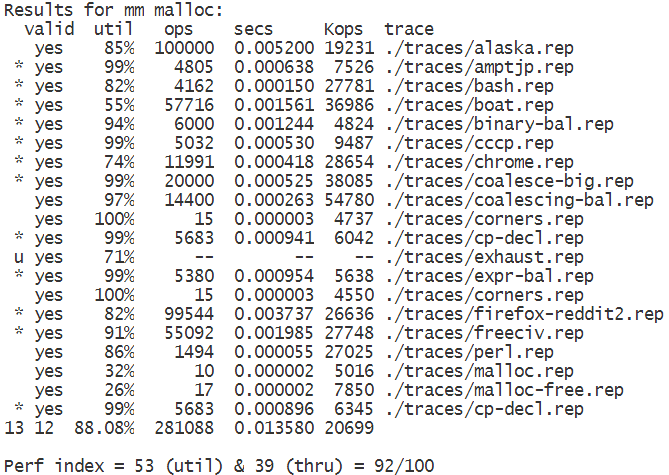 Results for mm malloc:
valid util ops secs Kops trace
yes 85% 100000 0.005200 19231 ./traces/alaska.rep
* yes 99% 4805 0.000638 7526 ./traces/amptjp.rep
* yes 82% 4162 0.000150 27781 ./traces/bash.rep
* yes 55% 57716 0.001561 36986 ./traces/boat.rep
* yes 94% 6000 0.001244 4824 ./traces/binary-bal.rep
* yes 99% 5032 0.000530 9487 ./traces/cccp.rep
* yes 74% 11991 0.000418 28654 ./traces/chrome.rep
* yes 99% 20000 0.000525 38085 ./traces/coalesce-big.rep
yes 97% 14400 0.000263 54780 ./traces/coalescing-bal.rep
yes 100% 15 0.000003 4737 ./traces/corners.rep
* yes 99% 5683 0.000941 6042 ./traces/cp-decl.rep
u yes 71% -- -- -- ./traces/exhaust.rep
* yes 99% 5380 0.000954 5638 ./traces/expr-bal.rep
yes 100% 15 0.000003 4550 ./traces/corners.rep
* yes 82% 99544 0.003737 26636 ./traces/firefox-reddit2.rep
* yes 91% 55092 0.001985 27748 ./traces/freeciv.rep
yes 86% 1494 0.000055 27025 ./traces/perl.rep
yes 32% 10 0.000002 5016 ./traces/malloc.rep
yes 26% 17 0.000002 7850 ./traces/malloc-free.rep
* yes 99% 5683 0.000896 6345 ./traces/cp-decl.rep
13 12 88.08% 281088 0.013580 20699
Perf index = 53 (util) & 39 (thru) = 92/100